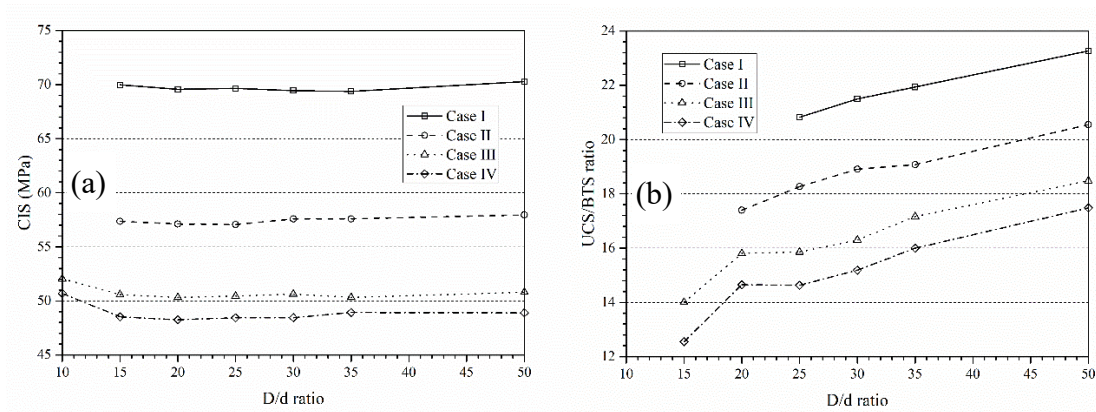 75
70
65
60
55
50
45
CIS (MPa)
(a)
Case I
Case II
Case III
Case IV
10 15 20 25 30 35 40 45 50
D/d ratio
24
22
20
18
16
14
12
UCS/BTS ratio
(b)
Case I
Case II
Case III
Case IV
10 15 20 25 30 35 40 45 50
D/d ratio